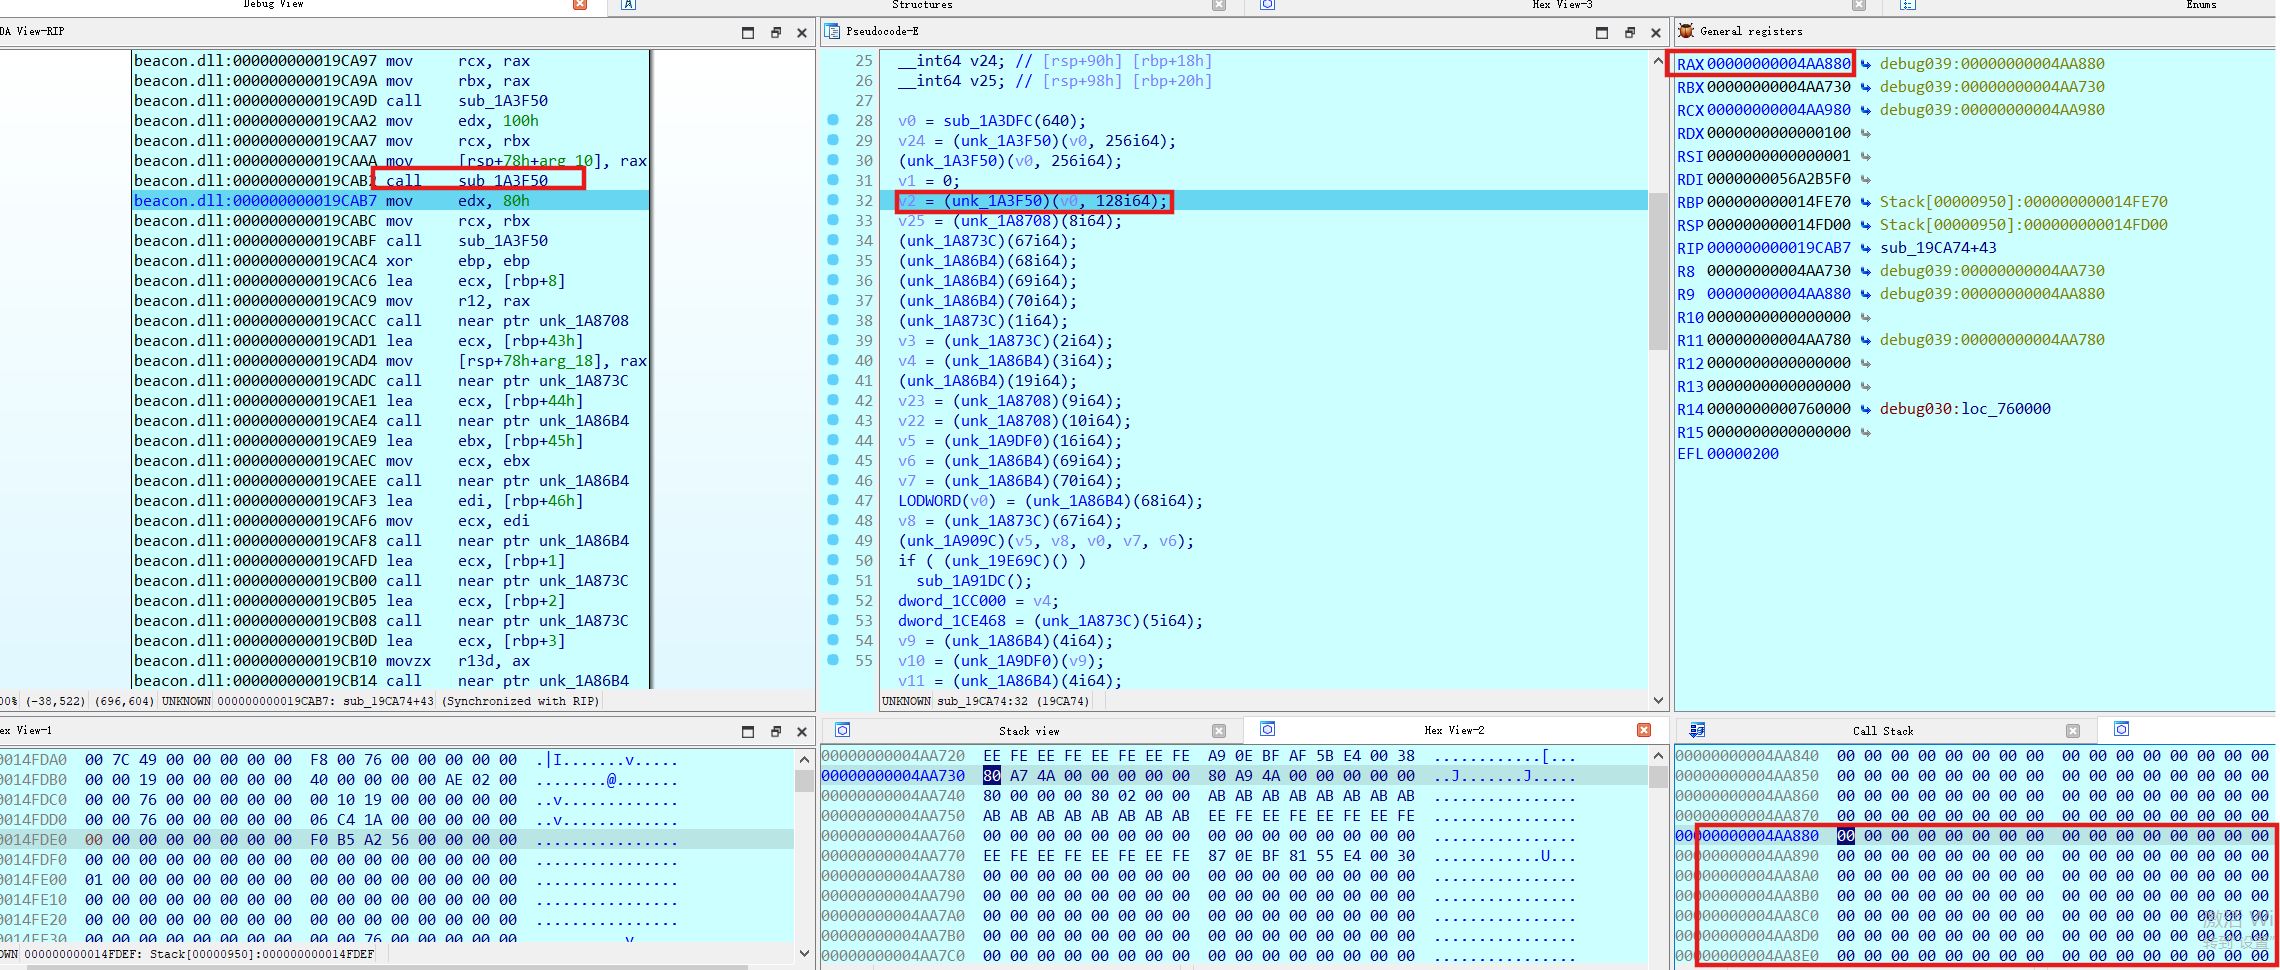 Debug View
Structures
Hex View-3
Enums
DA View-RIP
beacon.dll:000000000019CA97 mov rcx, rax
beacon.dll:000000000019CA9A mov rbx, rax
beacon.dll:000000000019CA9D call sub_1A3F50
beacon.dll:000000000019CAA2 mov edx, 100h
beacon.dll:000000000019CAA7 mov rcx, rbx
beacon.dll:000000000019CAAA mov [rsp+78h+arg_10], rax
beacon.dll:000000000019CAB2 call sub_1A3F50
beacon.dll:000000000019CAB7 mov edx, 80h
beacon.dll:000000000019CABC mov rcx, rbx
beacon.dll:000000000019CABF call sub_1A3F50
beacon.dll:000000000019CAC4 xor ebp, ebp
beacon.dll:000000000019CAC6 lea ecx, [rbp+8]
beacon.dll:000000000019CAC9 mov r12, rax
beacon.dll:000000000019CACC call near ptr unk_1A8708
beacon.dll:000000000019CAD1 lea ecx, [rbp+43h]
beacon.dll:000000000019CAD4 mov [rsp+78h+arg_18], rax
beacon.dll:000000000019CADC call near ptr unk_1A873C
beacon.dll:000000000019CAE1 lea ecx, [rbp+44h]
beacon.dll:000000000019CAE4 call near ptr unk_1A86B4
beacon.dll:000000000019CAE9 lea ebx, [rbp+45h]
beacon.dll:000000000019CAEC mov ecx, ebx
beacon.dll:000000000019CAEE call near ptr unk_1A86B4
beacon.dll:000000000019CAF3 lea edi, [rbp+46h]
beacon.dll:000000000019CAF6 mov ecx, edi
beacon.dll:000000000019CAF8 call near ptr unk_1A86B4
beacon.dll:000000000019CAFD lea ecx, [rbp+1]
beacon.dll:000000000019CB00 call near ptr unk_1A873C
beacon.dll:000000000019CB05 lea ecx, [rbp+2]
beacon.dll:000000000019CB08 call near ptr unk_1A873C
beacon.dll:000000000019CB0D lea ecx, [rbp+3]
beacon.dll:000000000019CB10 movzx r13d, ax
beacon.dll:000000000019CB14 call near ptr unk_1A86B4
00% (-38,522) (696,604) UNKNOWN 000000000019CAB7: sub_19CA74+43 (Synchronized with RIP)
Pseudocode-E
25 __int64 v24; // [rsp+90h] [rbp+18h]
26 __int64 v25; // [rsp+98h] [rbp+20h]
27
28 v0 = sub_1A3DFC(640);
29 v24 = (unk_1A3F50)(v0, 256i64);
30 (unk_1A3F50)(v0, 256i64);
31 v1 = 0;
32 v2 = (unk_1A3F50)(v0, 128i64);
33 v25 = (unk_1A8708)(8i64);
34 (unk_1A873C)(67i64);
35 (unk_1A86B4)(68i64);
36 (unk_1A86B4)(69i64);
37 (unk_1A86B4)(70i64);
38 (unk_1A873C)(1i64);
39 v3 = (unk_1A873C)(2i64);
40 v4 = (unk_1A86B4)(3i64);
41 (unk_1A86B4)(19i64);
42 v23 = (unk_1A8708)(9i64);
43 v22 = (unk_1A8708)(10i64);
44 v5 = (unk_1A9DF0)(16i64);
45 v6 = (unk_1A86B4)(69i64);
46 v7 = (unk_1A86B4)(70i64);
47 LODWORD(v0) = (unk_1A86B4)(68i64);
48 v8 = (unk_1A873C)(67i64);
49 (unk_1A909C)(v5, v8, v0, v7, v6);
50 if ( (unk_19E69C)() )
51 sub_1A91DC();
52 dword_1CC000 = v4;
53 dword_1CE468 = (unk_1A873C)(5i64);
54 v9 = (unk_1A86B4)(4i64);
55 v10 = (unk_1A9DF0)(v9);
v11 = (unk_1A86B4)(4i64);
UNKNOWN sub_19CA74:32 (19CA74)
General registers
RAX 00000000004AA880 debug039:00000000004AA880
RBX 00000000004AA730 debug039:00000000004AA730
RCX 00000000004AA980 debug039:00000000004AA980
RDX 0000000000000100
RSI 0000000000000001
RDI 0000000056A2B5F0
RBP 000000000014FE70 Stack[00000950]:000000000014FE70
RSP 000000000014FD00 Stack[00000950]:000000000014FD00
RIP 000000000019CAB7 sub_19CA74+43
R8 00000000004AA730 debug039:00000000004AA730
R9 00000000004AA880 debug039:00000000004AA880
R10 0000000000000000
R11 00000000004AA780 debug039:00000000004AA780
R12 0000000000000000
R13 0000000000000000
R14 0000000000760000 debug030:loc_760000
R15 0000000000000000
EFL 00000200
ex View-1
0014FDA0 00 7C 49 00 00 00 00 00 F8 00 76 00 00 00 00 00 .|I.......v.....
0014FDB0 00 00 19 00 00 00 00 00 40 00 00 00 00 AE 02 00 ........@.......
0014FDC0 00 00 76 00 00 00 00 00 00 10 19 00 00 00 00 00 ..v.............
0014FDD0 00 00 76 00 00 00 00 00 06 C4 1A 00 00 00 00 00 ..v.............
0014FDE0 00 00 00 00 00 00 00 00 F0 B5 A2 56 00 00 00 00 ................
0014FDF0 00 00 00 00 00 00 00 00 00 00 00 00 00 00 00 00 ................
0014FE00 01 00 00 00 00 00 00 00 00 00 00 00 00 00 00 00 ................
0014FE10 00 00 00 00 00 00 00 00 00 00 00 00 00 00 00 00 ................
0014FE20 00 00 00 00 00 00 00 00 00 00 00 00 00 00 00 00 ................
0014FE30 00 00 00 00 00 00 00 00 00 00 76 00 00 00 00 00 ..........v.....
OWN 000000000014FDEF: Stack[00000950]:000000000014FDEF
Stack view
Hex View-2
00000000004AA720 EE FE EE FE EE FE EE FE A9 0E BF AF 5B E4 00 38 ............[...
00000000004AA730 80 A7 4A 00 00 00 00 00 80 A9 4A 00 00 00 00 00 ..J.......J.....
00000000004AA740 80 00 00 00 80 02 00 00 AB AB AB AB AB AB AB AB ................
00000000004AA750 AB AB AB AB AB AB AB AB EE FE EE FE EE FE EE FE ................
00000000004AA760 00 00 00 00 00 00 00 00 00 00 00 00 00 00 00 00 ................
00000000004AA770 EE FE EE FE EE FE EE FE 87 0E BF 81 55 E4 00 30 ............U...
00000000004AA780 00 00 00 00 00 00 00 00 00 00 00 00 00 00 00 00 ................
00000000004AA790 00 00 00 00 00 00 00 00 00 00 00 00 00 00 00 00 ................
00000000004AA7A0 00 00 00 00 00 00 00 00 00 00 00 00 00 00 00 00 ................
00000000004AA7B0 00 00 00 00 00 00 00 00 00 00 00 00 00 00 00 00 ................
00000000004AA7C0 00 00 00 00 00 00 00 00 00 00 00 00 00 00 00 00 ................
Call Stack
00000000004AA840 00 00 00 00 00 00 00 00 00 00 00 00 00 00 00 00
00000000004AA850 00 00 00 00 00 00 00 00 00 00 00 00 00 00 00 00
00000000004AA860 00 00 00 00 00 00 00 00 00 00 00 00 00 00 00 00
00000000004AA870 00 00 00 00 00 00 00 00 00 00 00 00 00 00 00 00
00000000004AA880 00 00 00 00 00 00 00 00 00 00 00 00 00 00 00 00
00000000004AA890 00 00 00 00 00 00 00 00 00 00 00 00 00 00 00 00
00000000004AA8A0 00 00 00 00 00 00 00 00 00 00 00 00 00 00 00 00
00000000004AA8B0 00 00 00 00 00 00 00 00 00 00 00 00 00 00 00 00
00000000004AA8C0 00 00 00 00 00 00 00 00 00 00 00 00 00 00 00 00
00000000004AA8D0 00 00 00 00 00 00 00 00 00 00 00 00 00 00 00 00
00000000004AA8E0 00 00 00 00 00 00 00 00 00 00 00 00 00 00 00 00
激活 Wi
转到"设置"